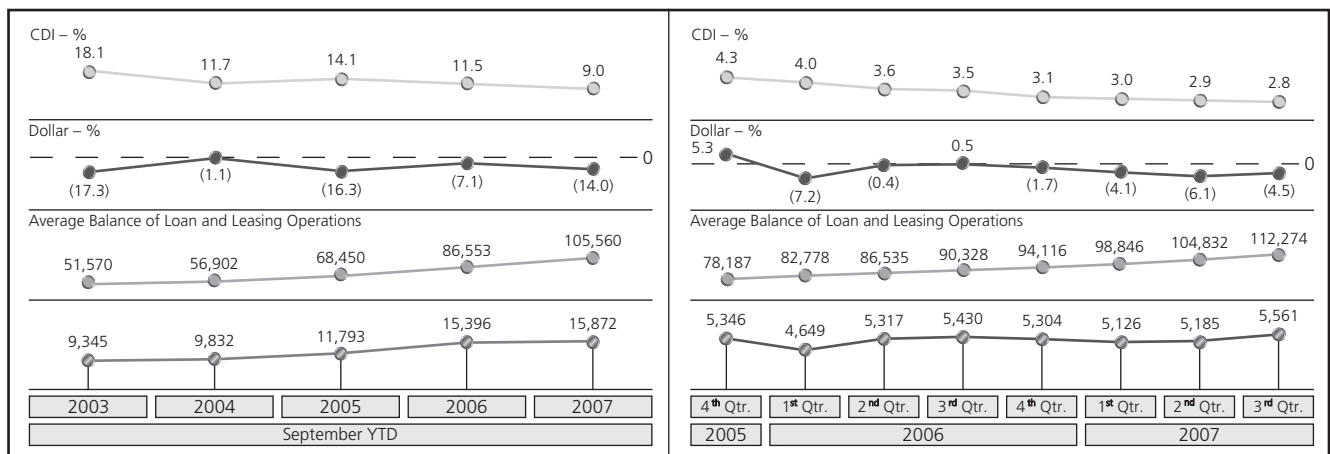 CDI – %
18.1 11.7 14.1 11.5 9.0
Dollar – %
0
(17.3) (1.1) (16.3) (7.1) (14.0)
Average Balance of Loan and Leasing Operations
51,570 56,902 68,450 86,553 105,560
9,345 9,832 11,793 15,396 15,872
2003 2004 2005 2006 2007
September YTD
CDI – %
4.3 4.0 3.6 3.5 3.1 3.0 2.9 2.8
Dollar – %
5.3 0.5 0
(7.2) (0.4) (1.7) (4.1) (6.1) (4.5)
Average Balance of Loan and Leasing Operations
78,187 82,778 86,535 90,328 94,116 98,846 104,832 112,274
5,346 4,649 5,317 5,430 5,304 5,126 5,185 5,561
4th Qtr. 1st Qtr. 2nd Qtr. 3rd Qtr. 4th Qtr. 1st Qtr. 2nd Qtr. 3rd Qtr.
2005 2006 2007